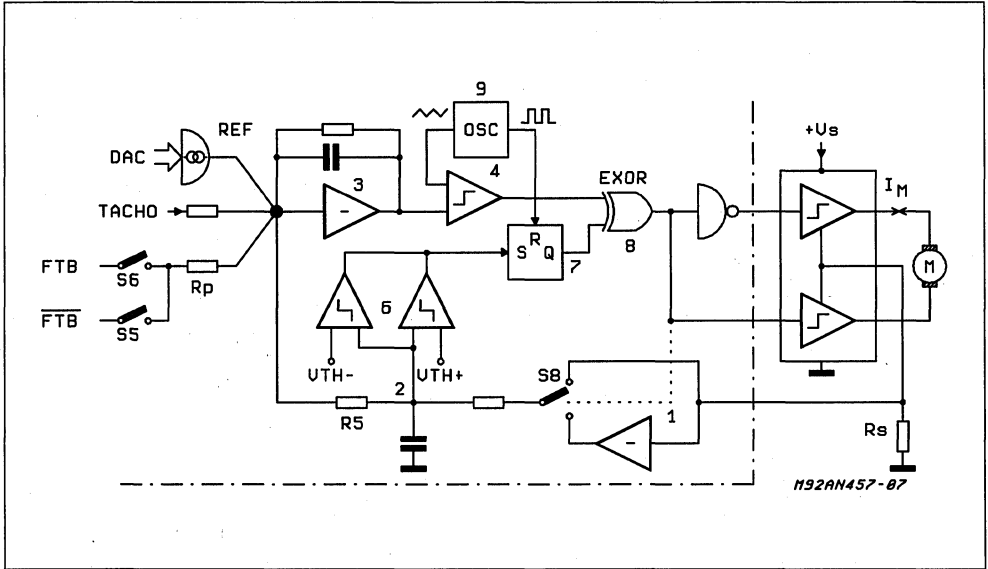 9
OSC
REF
DAC
3
4
TACHO
EXOR
+Vs
IM
FTB
S6
Rp
S R Q
7
8
M
FTB
S5
6
VTH-
VTH+
S8
2
R5
1
Rs
M92AN457-07